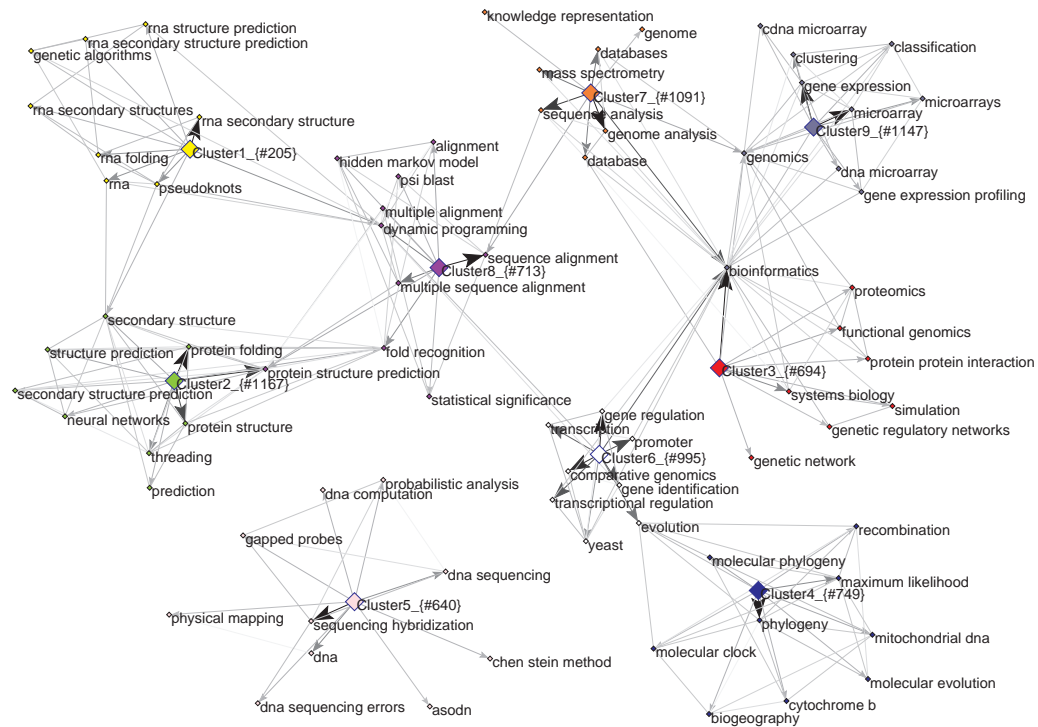 knowledge representation
rna structure prediction
genome
cdna microarray
rna secondary structure prediction
classification
genetic algorithms
databases
clustering
mass spectrometry
gene expression
Cluster7_{#1091}
microarrays
rna secondary structures
sequence analysis
microarray
rna secondary structure
Cluster9_{#1147}
genome analysis
alignment
Cluster1_{#205}
rna folding
hidden markov model
database
genomics
dna microarray
rna
psi blast
pseudoknots
gene expression profiling
multiple alignment
dynamic programming
sequence alignment
Cluster8_{#713}
bioinformatics
multiple sequence alignment
proteomics
secondary structure
functional genomics
structure prediction
protein folding
fold recognition
protein protein interaction
protein structure prediction
Cluster3_{#694}
Cluster2_{#1167}
secondary structure prediction
systems biology
statistical significance
simulation
neural networks
gene regulation
protein structure
transcription
genetic regulatory networks
promoter
threading
Cluster6_{#995}
genetic network
comparative genomics
probabilistic analysis
prediction
dna computation
gene identification
transcriptional regulation
evolution
recombination
gapped probes
yeast
molecular phylogeny
dna sequencing
maximum likelihood
Cluster4_{#749}
Cluster5_{#640}
physical mapping
sequencing hybridization
phylogeny
mitochondrial dna
molecular clock
dna
chen stein method
molecular evolution
dna sequencing errors
asodn
cytochrome b
biogeography